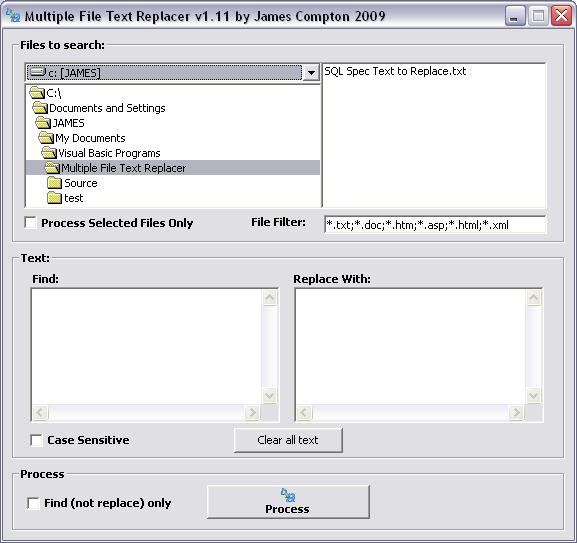 Multiple File Text Replacer v1.11 by James Compton 2009
Files to search:
c: [JAMES]
SQL Spec Text to Replace.txt
C:\
Documents and Settings
JAMES
My Documents
Visual Basic Programs
Multiple File Text Replacer
Source
test
Process Selected Files Only
File Filter:
*.txt;*.doc;*.htm;*.asp;*.html;*.xml
Text:
Find:
Replace With:
Case Sensitive
Clear all text
Process
Find (not replace) only
Process